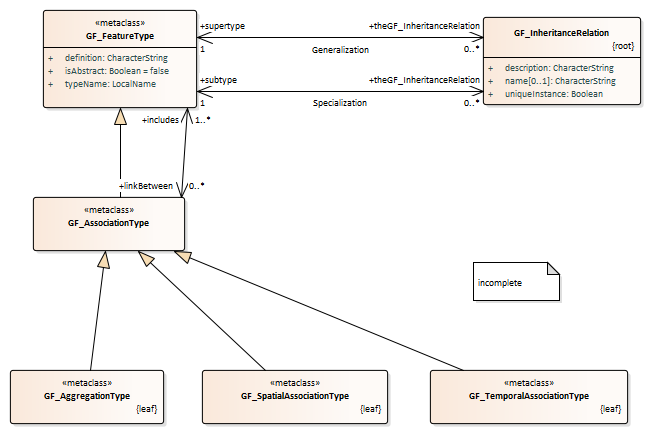 «metaclass»
GF_FeatureType
+ definition: CharacterString
+ isAbstract: Boolean = false
+ typeName: LocalName
+supertype
+theGF_InheritanceRelation
1
Generalization
0..*
+subtype
+theGF_InheritanceRelation
1
Specialization
0..*
GF_InheritanceRelation
{root}
+ description: CharacterString
+ name[0..1]: CharacterString
+ uniqueInstance: Boolean
+includes
1..*
+linkBetween
0..*
«metaclass»
GF_AssociationType
incomplete
«metaclass»
GF_AggregationType
{leaf}
«metaclass»
GF_SpatialAssociationType
{leaf}
«metaclass»
GF_TemporalAssociationType
{leaf}